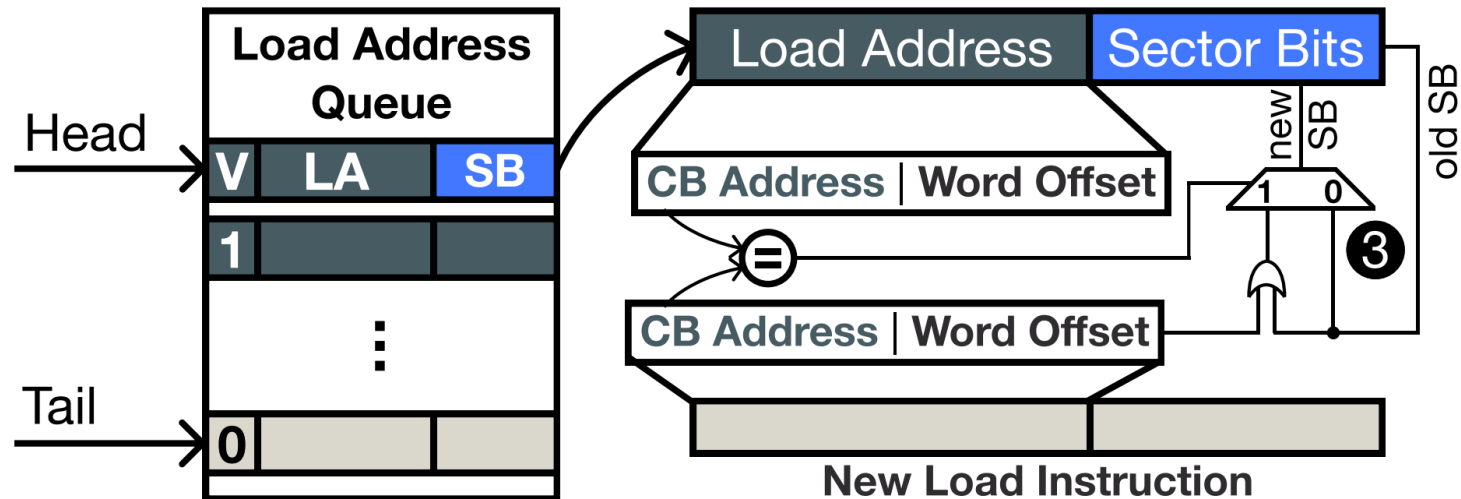 Load Address
Queue
Head
V LA SB
1
⋮
Tail
0
Load Address Sector Bits
new
SB
old SB
CB Address | Word Offset
1 0
=
3
CB Address | Word Offset
New Load Instruction